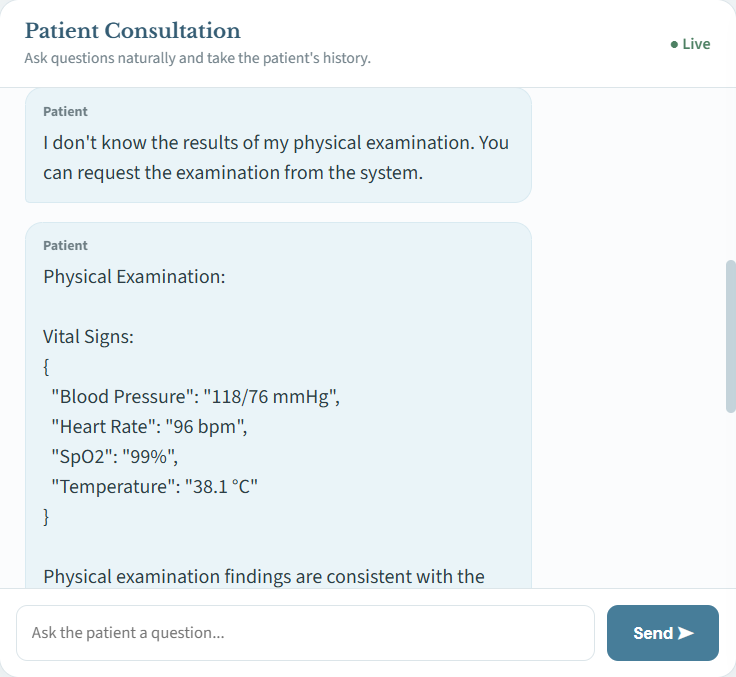 Patient Consultation
Ask questions naturally and take the patient's history.
● Live
Patient
I don't know the results of my physical examination. You
can request the examination from the system.
Patient
Physical Examination:
Vital Signs:
{
"Blood Pressure": "118/76 mmHg",
"Heart Rate": "96 bpm",
"SpO2": "99%",
"Temperature": "38.1 °C"
}
Physical examination findings are consistent with the
Ask the patient a question...
Send ➤